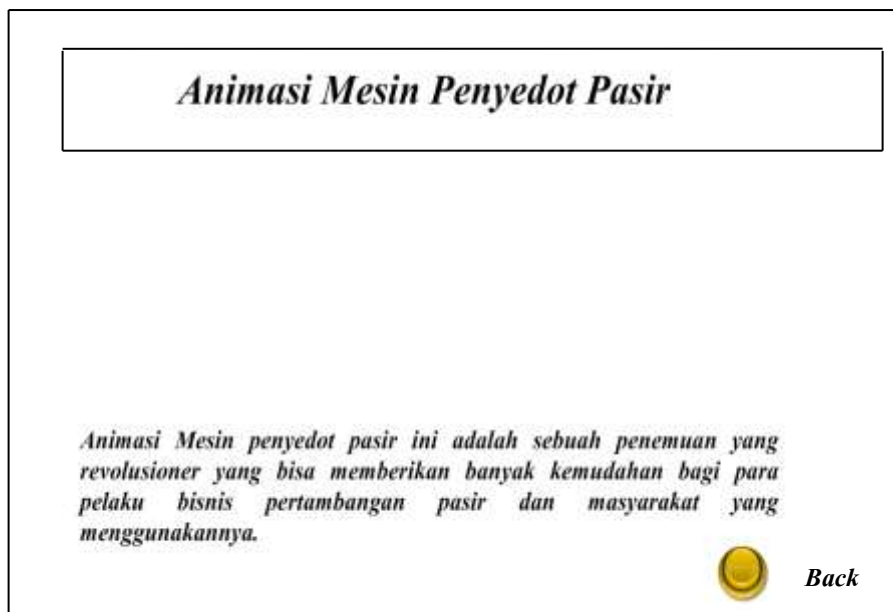 Animasi Mesin Penyedot Pasir
Animasi Mesin penyedot pasir ini adalah sebuah penemuan yang
revolusioner yang bisa memberikan banyak kemudahan bagi para
pelaku bisnis pertambangan pasir dan masyarakat yang
menggunakannya.
Back